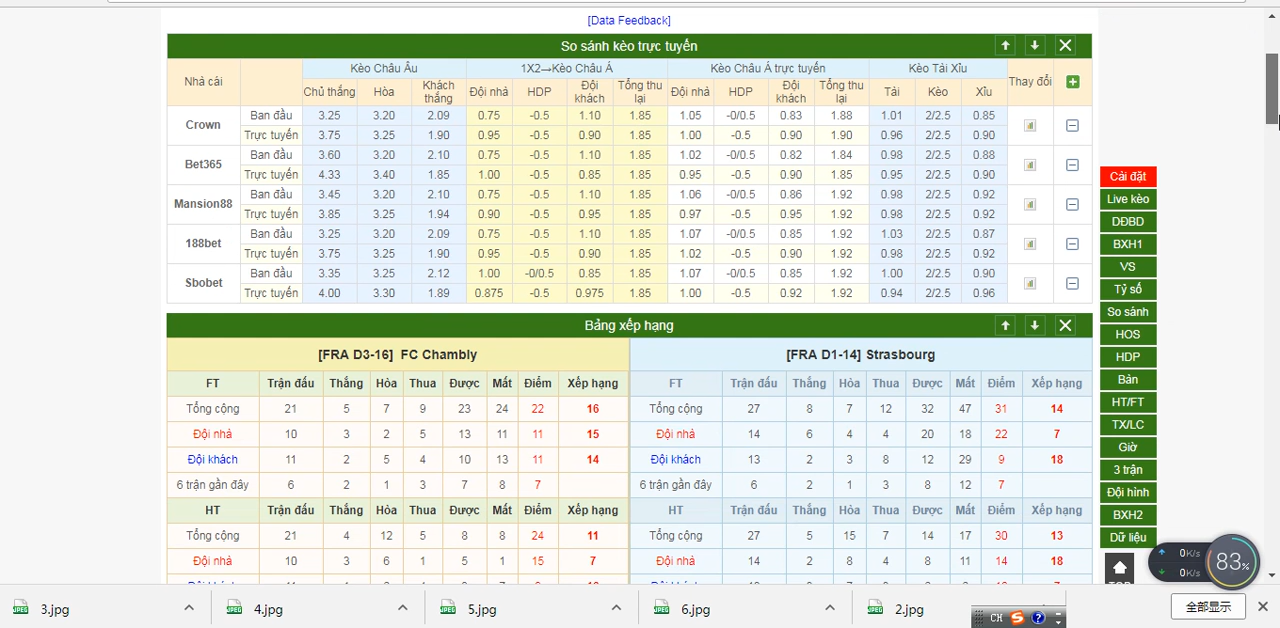 [Data Feedback]
So sánh kèo trực tuyến
Nhà cái Kèo Châu Âu 1X2→Kèo Châu Á Kèo Châu Á trực tuyến Kèo Tài Xỉu Thay đổi
Chủ thắng Hòa Khách thắng Đội nhà HDP Đội khách Tổng thu lại Đội nhà HDP Đội khách Tổng thu lại Tài Kèo Xỉu
Crown Ban đầu 3.25 3.20 2.09 0.75 -0.5 1.10 1.85 1.05 -0/0.5 0.83 1.88 1.01 2/2.5 0.85
Trực tuyến 3.75 3.25 1.90 0.95 -0.5 0.90 1.85 1.00 -0.5 0.90 1.90 0.96 2/2.5 0.90
Bet365 Ban đầu 3.60 3.20 2.10 0.75 -0.5 1.10 1.85 1.02 -0/0.5 0.82 1.84 0.98 2/2.5 0.88
Trực tuyến 4.33 3.40 1.85 1.00 -0.5 0.85 1.85 0.95 -0.5 0.90 1.85 0.95 2/2.5 0.90
Mansion88 Ban đầu 3.45 3.20 2.10 0.75 -0.5 1.10 1.85 1.06 -0/0.5 0.86 1.92 0.98 2/2.5 0.92
Trực tuyến 3.85 3.25 1.94 0.90 -0.5 0.95 1.85 0.97 -0.5 0.95 1.92 0.98 2/2.5 0.92
188bet Ban đầu 3.25 3.20 2.09 0.75 -0.5 1.10 1.85 1.07 -0/0.5 0.85 1.92 1.03 2/2.5 0.87
Trực tuyến 3.75 3.25 1.90 0.95 -0.5 0.90 1.85 1.02 -0.5 0.90 1.92 0.98 2/2.5 0.92
Sbobet Ban đầu 3.35 3.25 2.12 1.00 -0/0.5 0.85 1.85 1.07 -0/0.5 0.85 1.92 1.00 2/2.5 0.90
Trực tuyến 4.00 3.30 1.89 0.875 -0.5 0.975 1.85 1.00 -0.5 0.92 1.92 0.94 2/2.5 0.96
Bảng xếp hạng
[FRA D3-16] FC Chambly [FRA D1-14] Strasbourg
FT Trận đấu Thắng Hòa Thua Được Mất Điểm Xếp hạng FT Trận đấu Thắng Hòa Thua Được Mất Điểm Xếp hạng
Tổng cộng 21 5 7 9 23 24 22 16 Tổng cộng 27 8 7 12 32 47 31 14
Đội nhà 10 3 2 5 13 11 11 15 Đội nhà 14 6 4 4 20 18 22 7
Đội khách 11 2 5 4 10 13 11 14 Đội khách 13 2 3 8 12 29 9 18
6 trận gần đây 6 2 1 3 7 8 7 6 trận gần đây 6 2 1 3 8 12 7
HT Trận đấu Thắng Hòa Thua Được Mất Điểm Xếp hạng HT Trận đấu Thắng Hòa Thua Được Mất Điểm Xếp hạng
Tổng cộng 21 4 12 5 8 8 24 11 Tổng cộng 27 5 15 7 14 17 30 13
Đội nhà 10 3 6 1 5 1 15 7 Đội nhà 14 2 8 4 8 11 14 18
Cài đặt
Live kèo
DĐBD
BXH1
VS
Tỷ số
So sánh
HOS
HDP
Bàn
HT/FT
TX/LC
Giờ
3 trận
Đội hình
BXH2
Dữ liệu
0K/s
0K/s
83%
3.jpg 4.jpg 5.jpg 6.jpg 2.jpg 全部显示
CH